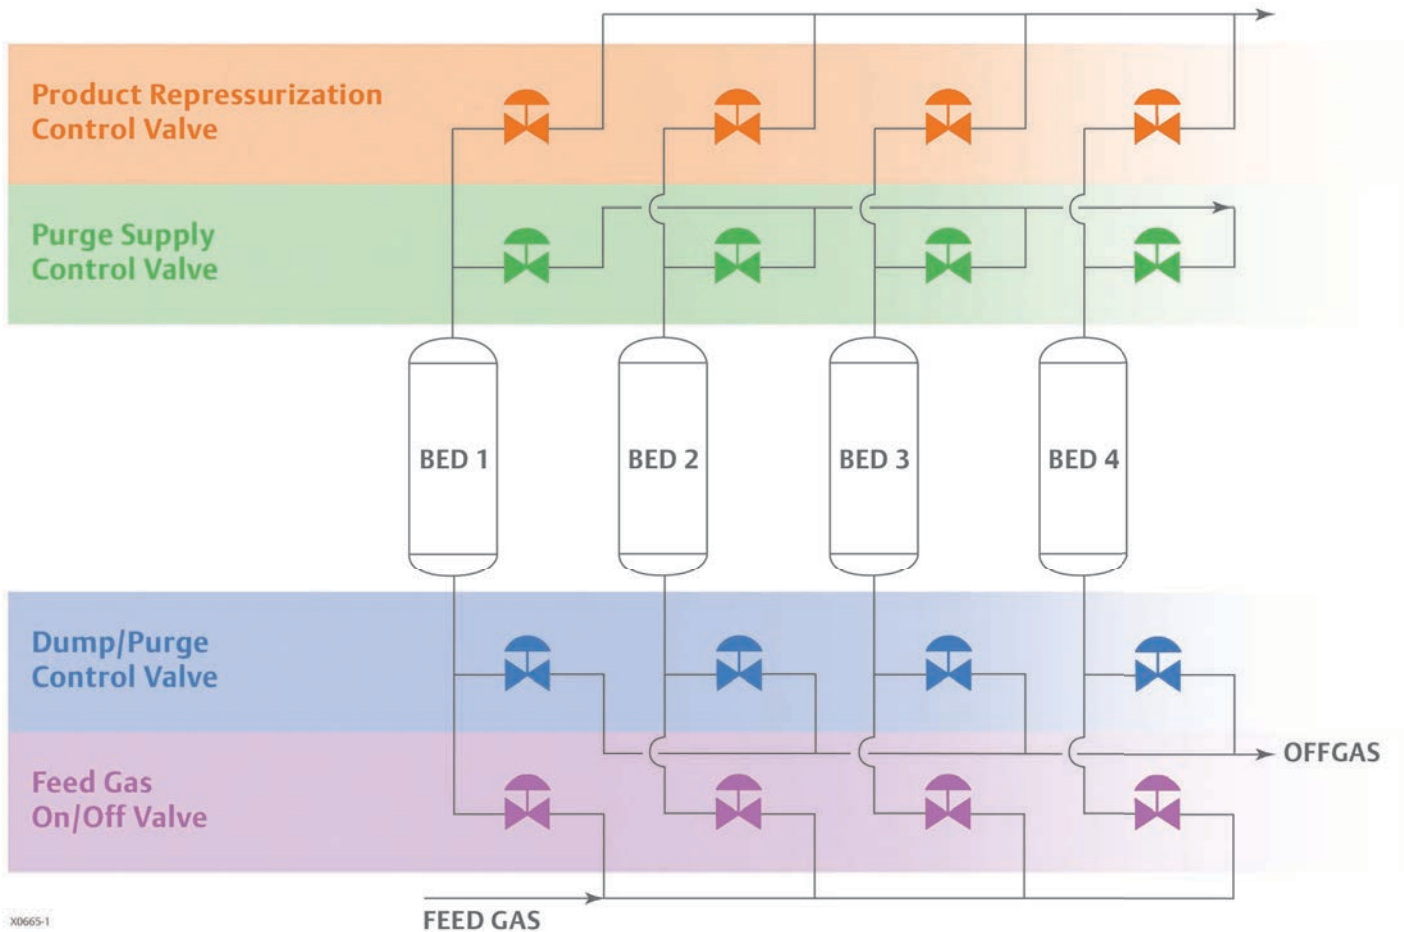 Product Repressurization
Control Valve
Purge Supply
Control Valve
BED 1
BED 2
BED 3
BED 4
Dump/Purge
Control Valve
OFFGAS
Feed Gas
On/Off Valve
FEED GAS
X0665-1